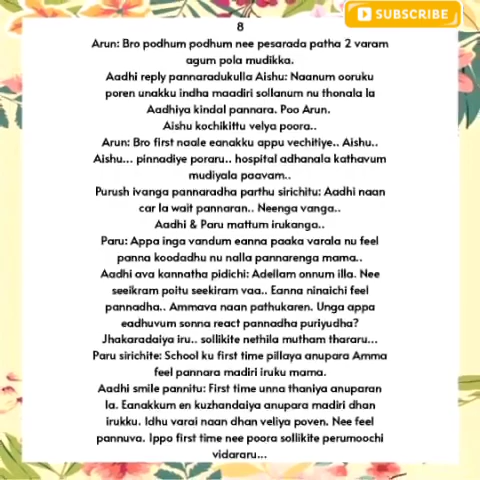 SUBSCRIBE
8
Arun: Bro podhum podhum nee pesarada patha 2 varam
agum pola mudikka.
Aadhi reply pannaradukulla Aishu: Naanum ooruku
poren unakku indha maadiri sollanum nu thonala la
Aadhiya kindal pannara. Poo Arun.
Aishu kochikittu velya poora..
Arun: Bro first naale eanakku appu vechitiye.. Aishu..
Aishu... pinnadiye poraru.. hospital adhanala kathavum
mudiyala paavam..
Purush ivanga pannaradha parthu sirichitu: Aadhi naan
car la wait pannaran.. Neenga vanga..
Aadhi & Paru mattum irukanga..
Paru: Appa inga vandum eanna paaka varala nu feel
panna koodadhu nu nalla pannarenga mama..
Aadhi ava kannatha pidichi: Adellam onnum illa. Nee
seeikram poitu seekiram vaa.. Eanna ninaichi feel
pannadha.. Ammava naan pathukaren. Unga appa
eadhuvum sonna react pannadha puriyudha?
Jhakaradaiya iru.. sollikite nethila mutham thararu...
Paru sirichite: School ku first time pillaya anupara Amma
feel pannara madiri iruku mama.
Aadhi smile pannitu: First time unna thaniya anuparan
la. Eanakkum en kuzhandaiya anupara madiri dhan
irukku. Idhu varai naan dhan veliya poven. Nee feel
pannuva. Ippo first time nee poora sollikite perumoochi
vidararu...